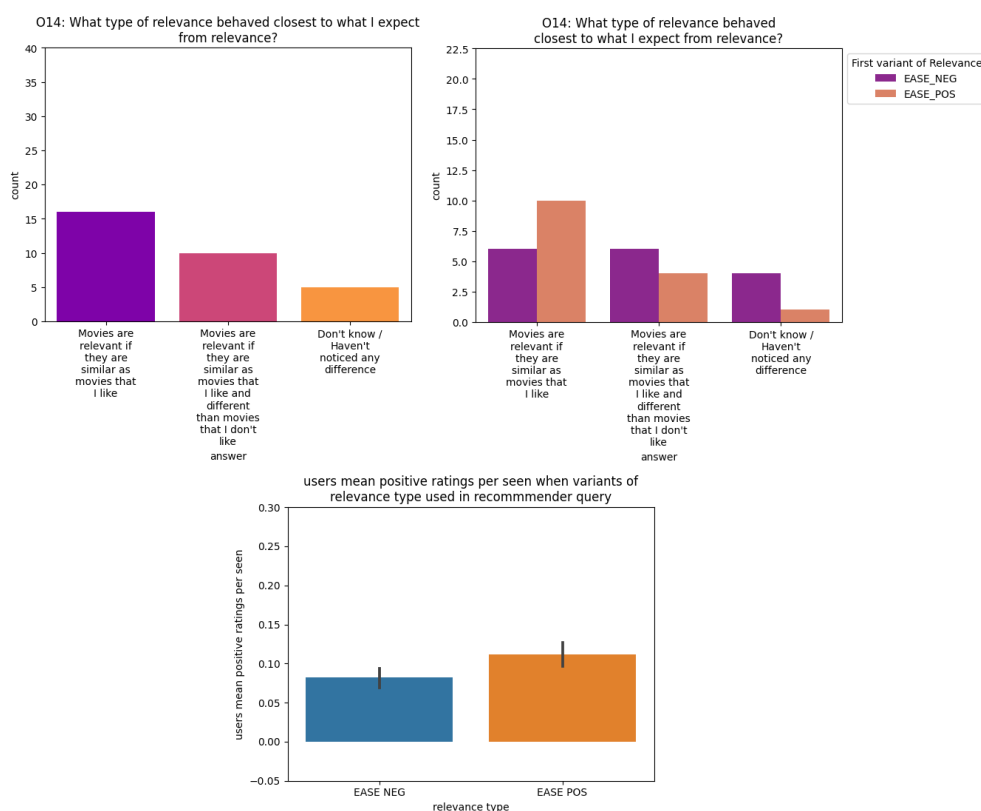 O14: What type of relevance behaved closest to what I expect
from relevance?
40
35
30
25
20
15
10
5
0
count
Movies are
relevant if
they are
similar as
movies that
I like
Movies are
relevant if
they are
similar as
movies that
I like and
different
than movies
that I don't
like
Don't know /
Haven't
noticed any
difference
answer
O14: What type of relevance behaved
closest to what I expect from relevance?
22.5
20.0
17.5
15.0
12.5
10.0
7.5
5.0
2.5
0.0
count
Movies are
relevant if
they are
similar as
movies that
I like
Movies are
relevant if
they are
similar as
movies that
I like and
different
than movies
that I don't
like
Don't know /
Haven't
noticed any
difference
answer
First variant of Relevance
EASE_NEG
EASE_POS
users mean positive ratings per seen when variants of
relevance type used in recommmender query
0.30
0.25
0.20
0.15
0.10
0.05
0.00
−0.05
users mean positive ratings per seen
EASE NEG
EASE POS
relevance type